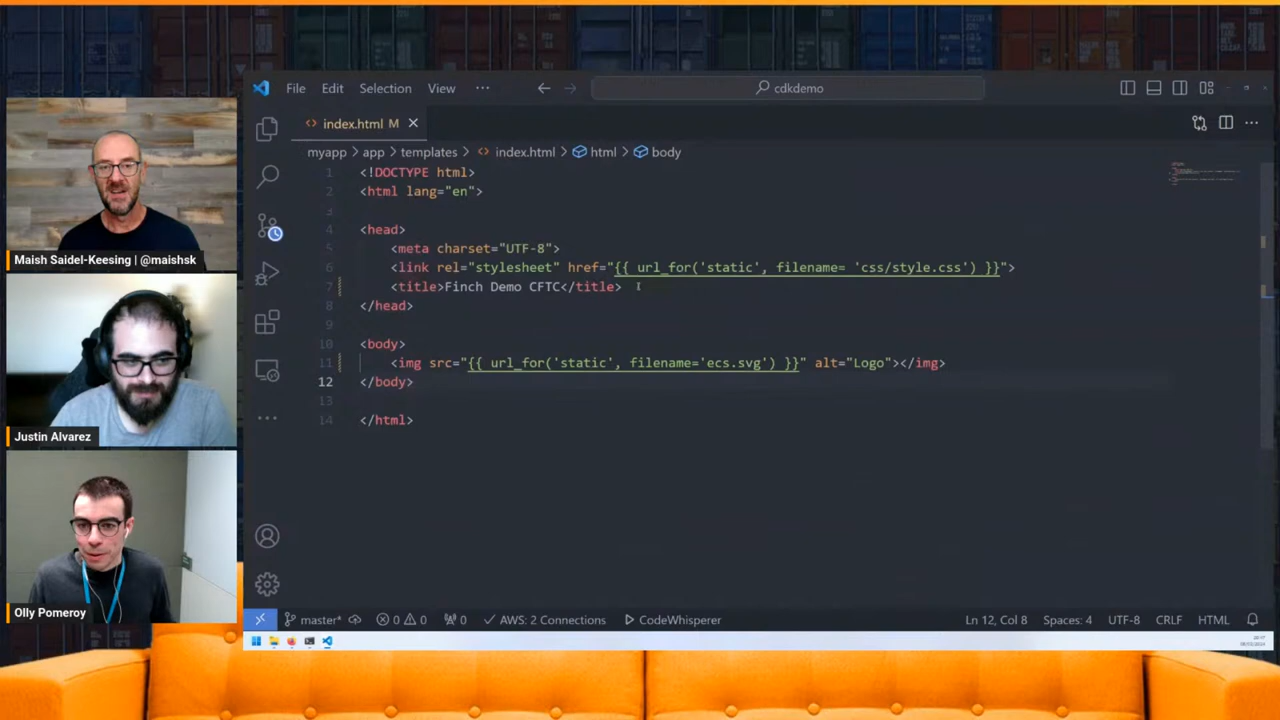 File Edit Selection View ··· cdkdemo
index.html M
myapp > app > templates > index.html > html > body
1 <!DOCTYPE html>
2 <html lang="en">
3
4 <head>
5 <meta charset="UTF-8">
6 <link rel="stylesheet" href="{{ url_for('static', filename= 'css/style.css') }}">
7 <title>Finch Demo CFTC</title>
8 </head>
9
10 <body>
11 <img src="{{ url_for('static', filename='ecs.svg') }}" alt="Logo"></img>
12 </body>
13
14 </html>
Maish Saidel-Keesing | @maishsk
Justin Alvarez
Olly Pomeroy
master* 0 0 0 AWS: 2 Connections CodeWhisperer Ln 12, Col 8 Spaces: 4 UTF-8 CRLF HTML